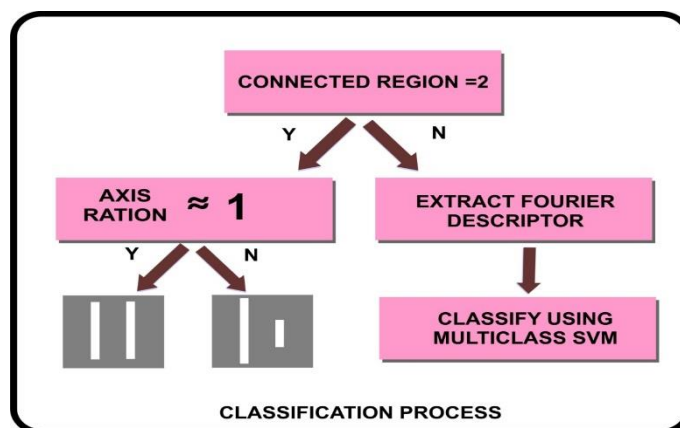 CONNECTED REGION =2
Y
N
AXIS
RATION ≈ 1
EXTRACT FOURIER
DESCRIPTOR
Y
N
CLASSIFY USING
MULTICLASS SVM
CLASSIFICATION PROCESS